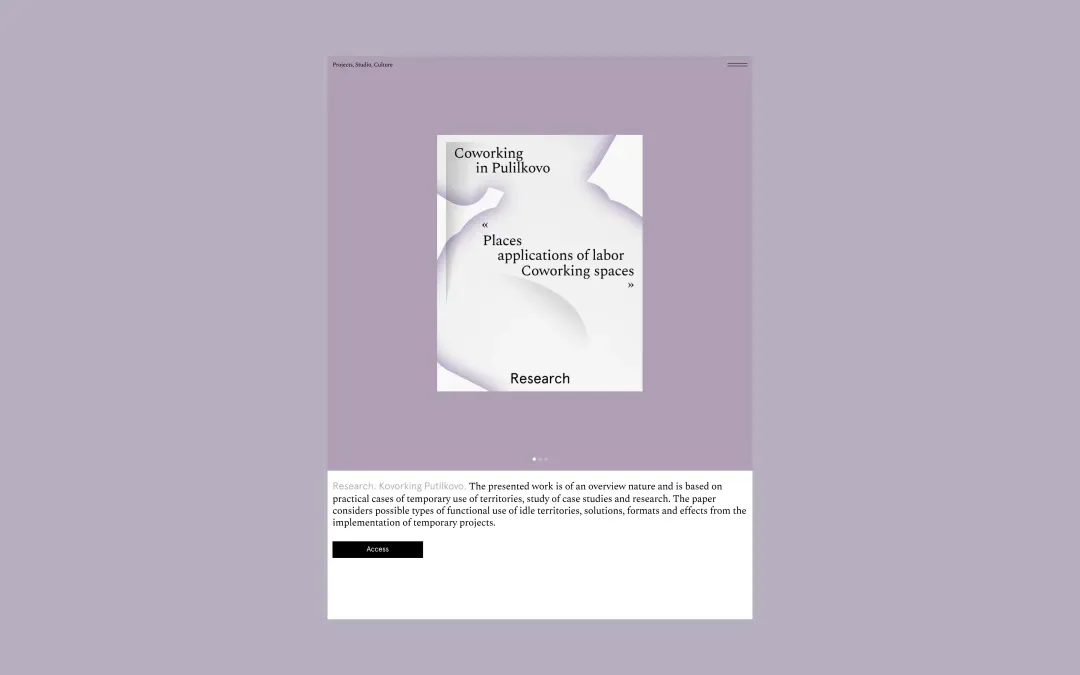 Projects, Studio, Culture
Coworking
in Pulilkovo
«
Places
applications of labor
Coworking spaces
»
Research
Research. Kovorking Putilkovo. The presented work is of an overview nature and is based on
practical cases of temporary use of territories, study of case studies and research. The paper
considers possible types of functional use of idle territories, solutions, formats and effects from the
implementation of temporary projects.
Access